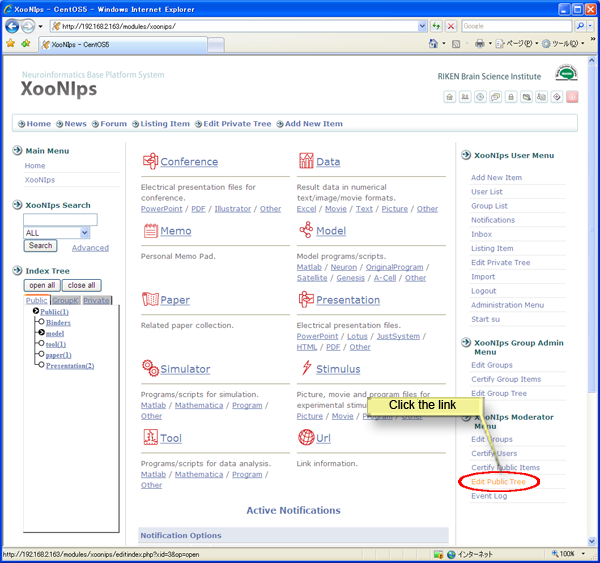 XooNIps - CentOS5 - Windows Internet Explorer
http://192.168.2.163/modules/xoonips/
Google
XooNIps - CentOS5
ページ(P)
ツール(O)
Neuroinformatics Base Platform System
XooNIps
RIKEN Brain Science Institute
Home
News
Forum
Listing Item
Edit Private Tree
Add New Item
Main Menu
Home
XooNIps
XooNIps Search
ALL
Search
Advanced
Index Tree
open all
close all
Public
GroupK
Private
Public(1)
Binders
model
tool(1)
paper(1)
Presentation(2)
Conference
Electrical presentation files for
conference.
PowerPoint / PDF / Illustrator / Other
Data
Result data in numerical
text/image/movie formats.
Excel / Movie / Text / Picture / Other
Memo
Personal Memo Pad.
Model
Model programs/scripts.
Matlab / Neuron / OriginalProgram /
Satellite / Genesis / A-Cell / Other
Paper
Related paper collection.
Presentation
Electrical presentation files.
PowerPoint / Lotus / JustSystem /
HTML / PDF / Other
Simulator
Programs/scripts for simulation.
Matlab / Mathematica / Program /
Other
Stimulus
Picture, movie and program files for
experimental stimu
Picture / Movie / Program / Other
Tool
Programs/scripts for data analysis.
Matlab / Mathematica / Program /
Other
Url
Link information.
Active Notifications
Notification Options
XooNIps User Menu
Add New Item
User List
Group List
Notifications
Inbox
Listing Item
Edit Private Tree
Import
Logout
Administration Menu
Start su
XooNIps Group Admin
Menu
Edit Groups
Certify Group Items
Edit Group Tree
Click the link
XooNIps Moderator
Menu
Edit Groups
Certify Users
Certify Public Items
Edit Public Tree
Event Log
http://192.168.2.163/modules/xoonips/editindex.php?xid=3&op=open
インターネット
100%